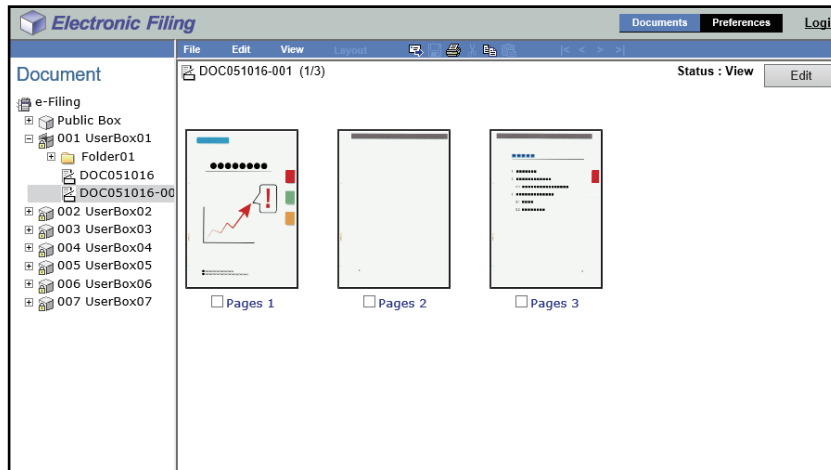 Electronic Filing
Documents Preferences Logi
File Edit View Layout |< < > >|
Document
DOC051016-001 (1/3) Status : View Edit
e-Filing
Public Box
001 UserBox01
Folder01
DOC051016
DOC051016-00
002 UserBox02
003 UserBox03
004 UserBox04
005 UserBox05
006 UserBox06
007 UserBox07
!
Pages 1 Pages 2 Pages 3